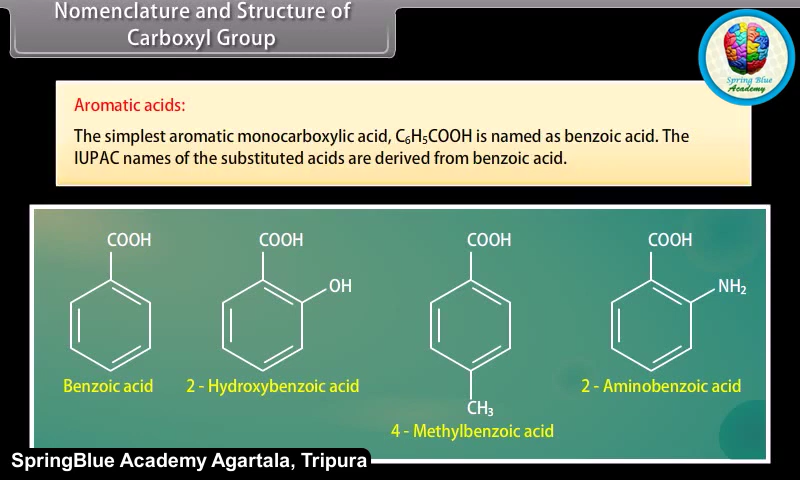 Nomenclature and Structure of
Carboxyl Group
Spring Blue
Academy
Aromatic acids:
The simplest aromatic monocarboxylic acid, C₆H₅COOH is named as benzoic acid. The
IUPAC names of the substituted acids are derived from benzoic acid.
COOH
COOH
COOH
COOH
OH
NH₂
Benzoic acid
2 - Hydroxybenzoic acid
2 - Aminobenzoic acid
CH₃
4 - Methylbenzoic acid
SpringBlue Academy Agartala, Tripura